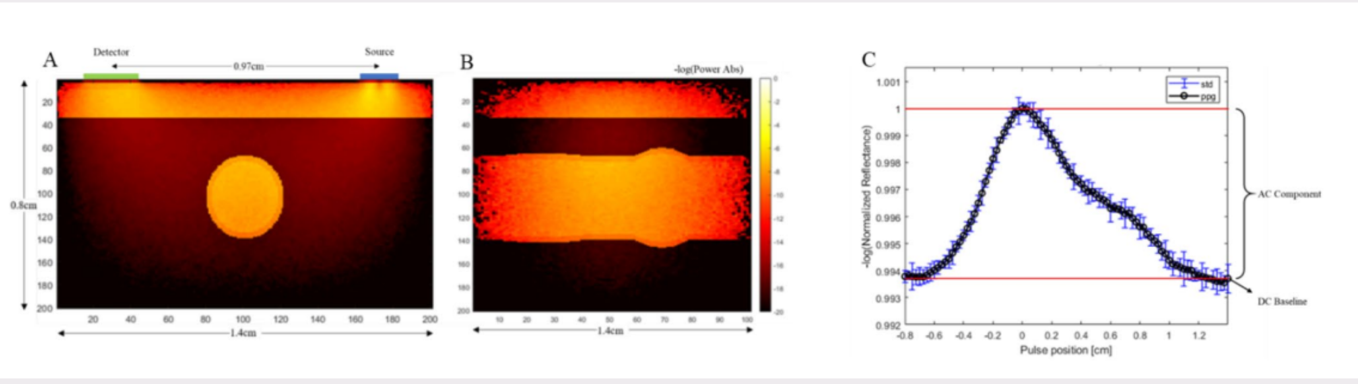 A
Detector
0.97cm
Source
0.8cm
20
40
60
80
100
120
140
160
180
200
20 40 60 80 100 120 140 160 180 200
1.4cm
B
-log(Power Abs)
20
40
60
80
100
120
140
160
180
200
10 20 30 40 50 60 70 80 90 100
1.4cm
0
-2
-4
-6
-8
-10
-12
-14
-16
-18
-20
C
std
ppg
1.001
1
0.999
0.998
0.997
0.996
0.995
0.994
0.993
0.992
-log(Normalized Reflectance)
-0.8 -0.6 -0.4 -0.2 0 0.2 0.4 0.6 0.8 1 1.2
Pulse position [cm]
AC Component
DC Baseline